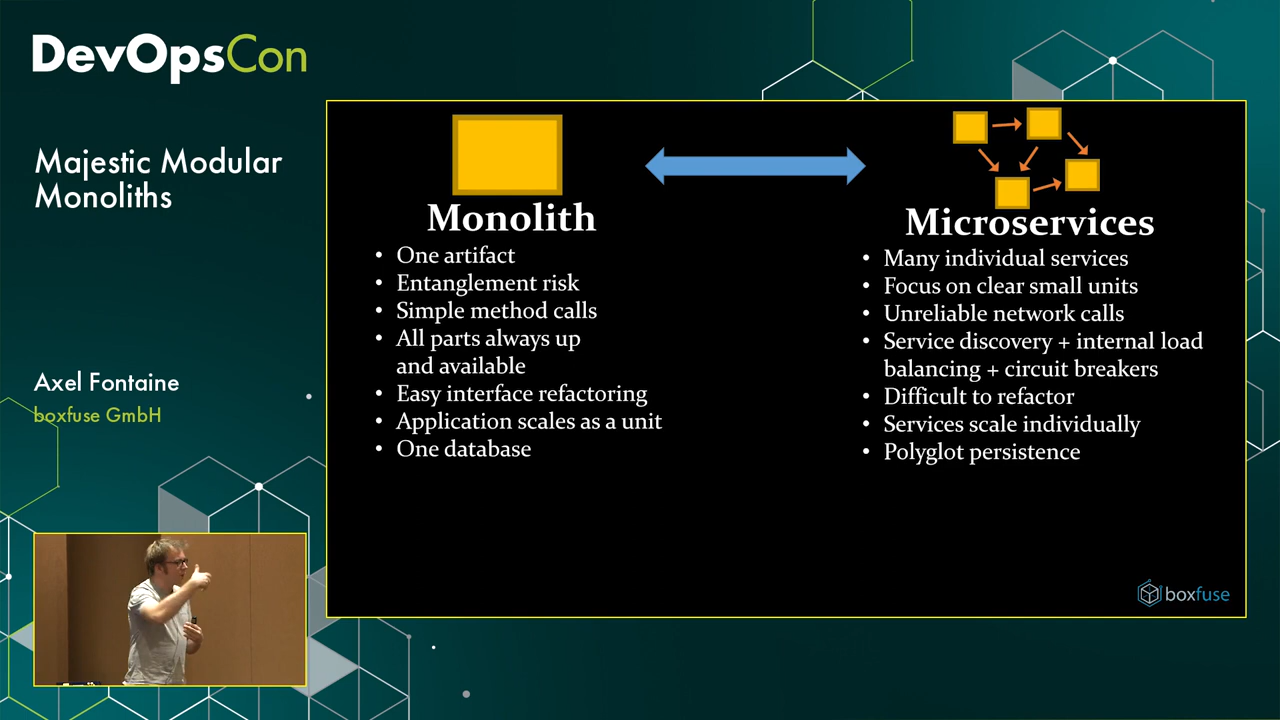 DevOpsCon
Majestic Modular
Monoliths
Axel Fontaine
boxfuse GmbH
Monolith
• One artifact
• Entanglement risk
• Simple method calls
• All parts always up
and available
• Easy interface refactoring
• Application scales as a unit
• One database
Microservices
• Many individual services
• Focus on clear small units
• Unreliable network calls
• Service discovery + internal load
balancing + circuit breakers
• Difficult to refactor
• Services scale individually
• Polyglot persistence
boxfuse